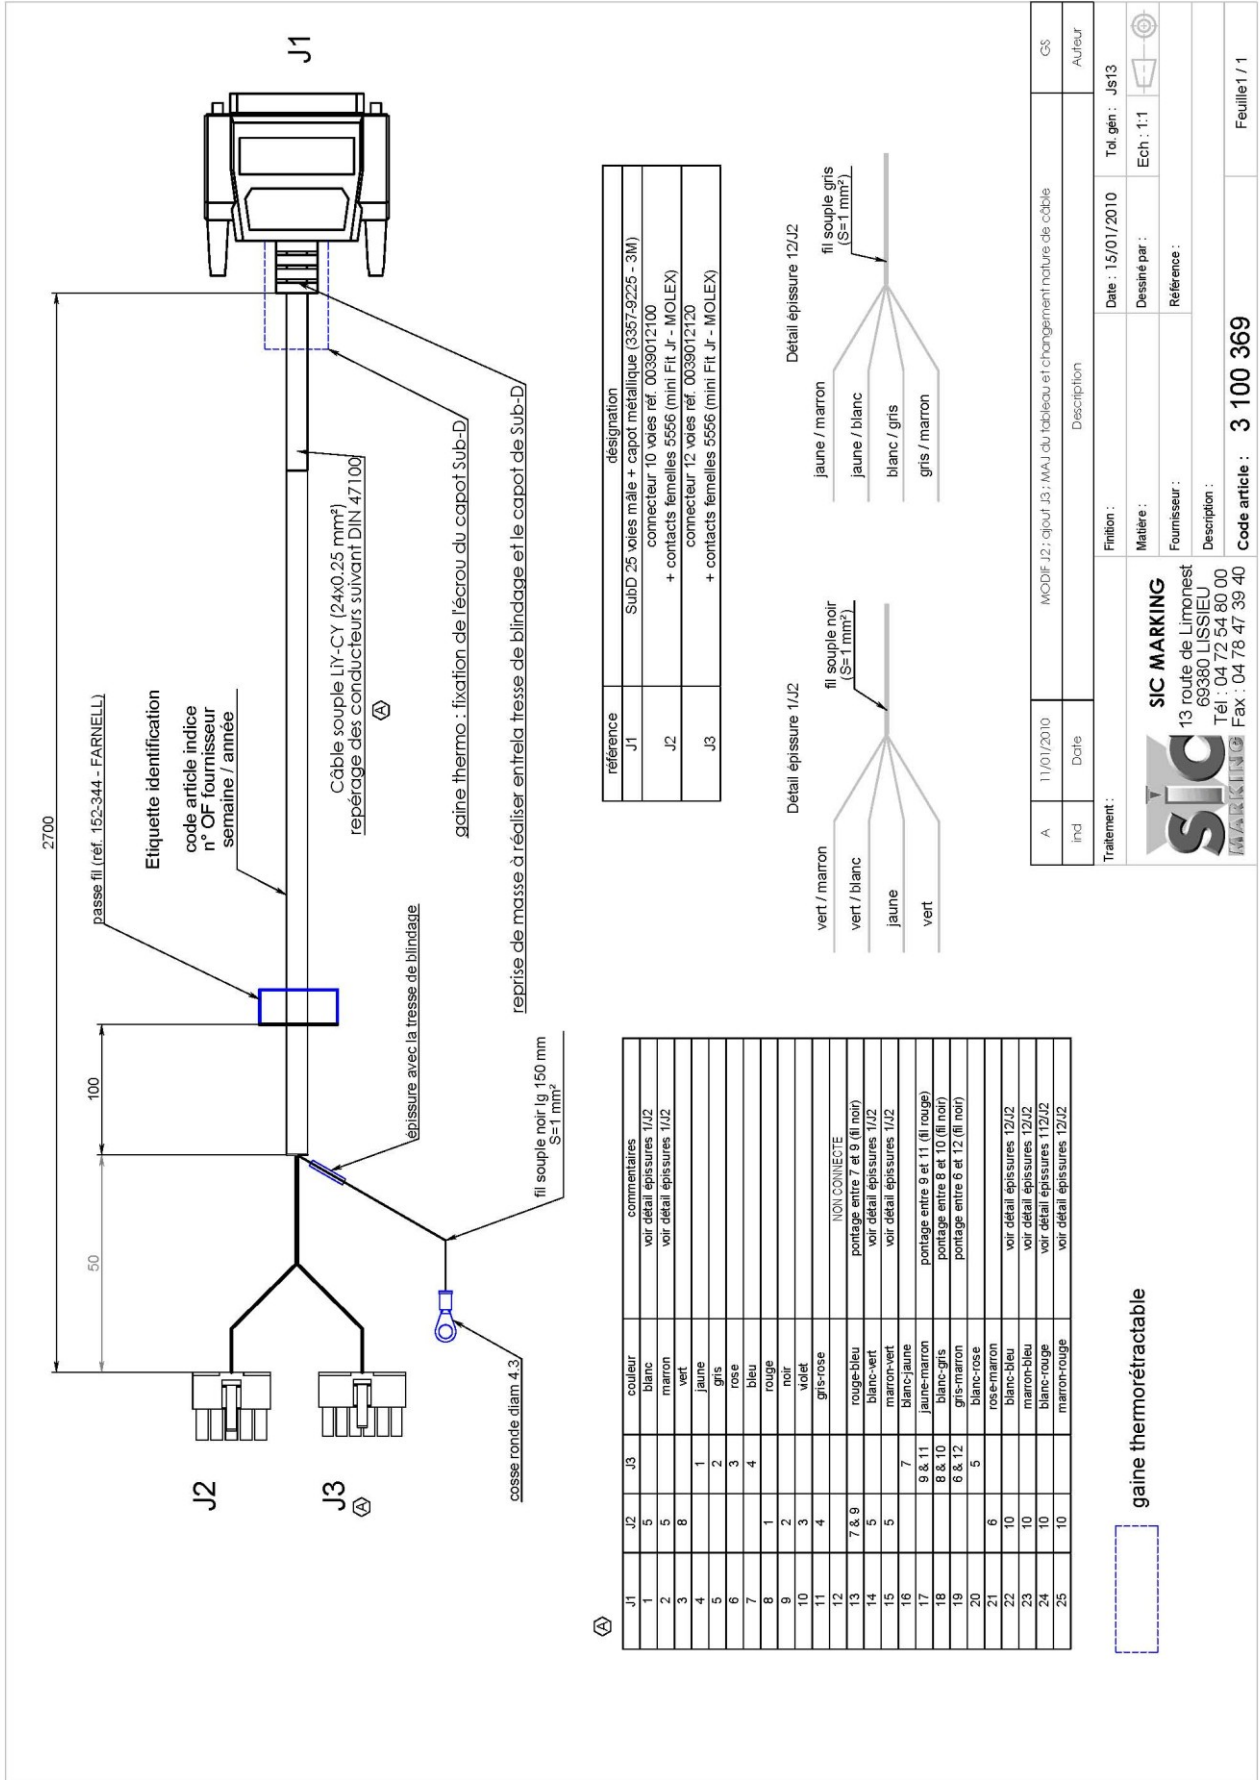 2700
100
50
J1
J2
J3
A
passe fil (réf. 152-344 - FARNELL)
Etiquette identification
code article indice
n° OF fournisseur
semaine / année
Câble souple LiY-CY (24x0.25 mm²)
repérage des conducteurs suivant DIN 47100
A
gaine thermo : fixation de l'écrou du capot Sub-D
reprise de masse à réaliser entrela tresse de blindage et le capot de Sub-D
épissure avec la tresse de blindage
fil souple noir lg 150 mm
S=1 mm²
cosse ronde diam 4.3
A
J1 J2 J3 couleur commentaires
1 5 blanc voir détail épissures 1/J2
2 5 marron voir détail épissures 1/J2
3 8 vert
4 1 jaune
5 2 gris
6 3 rose
7 4 bleu
8 1 rouge
9 2 noir
10 3 violet
11 4 gris-rose
12 NON CONNECTE
13 7 & 9 rouge-bleu pontage entre 7 et 9 (fil noir)
14 5 blanc-vert voir détail épissures 1/J2
15 5 marron-vert voir détail épissures 1/J2
16 7 blanc-jaune
17 9 & 11 jaune-marron pontage entre 9 et 11 (fil rouge)
18 8 & 10 blanc-gris pontage entre 8 et 10 (fil noir)
19 6 & 12 gris-marron pontage entre 6 et 12 (fil noir)
20 5 blanc-rose
21 6 rose-marron
22 10 blanc-bleu voir détail épissures 12/J2
23 10 marron-bleu voir détail épissures 12/J2
24 10 blanc-rouge voir détail épissures 112/J2
25 10 marron-rouge voir détail épissures 12/J2
gaine thermorétractable
référence désignation
J1 SubD 25 voies mâle + capot métallique (3357-9225 - 3M)
J2 connecteur 10 voies réf. 0039012100
+ contacts femelles 5556 (mini Fit Jr - MOLEX)
J3 connecteur 12 voies réf. 0039012120
+ contacts femelles 5556 (mini Fit Jr - MOLEX)
Détail épissure 1/J2
vert / marron
vert / blanc
jaune
vert
fil souple noir
(S=1 mm²)
Détail épissure 12/J2
jaune / marron
jaune / blanc
blanc / gris
gris / marron
fil souple gris
(S=1 mm²)
A 11/01/2010 MODIF J2 ; ajout J3 ; MAJ du tableau et changement nature de câble GS
ind Date Description Auteur
Traitement : Finition : Date : 15/01/2010 Tol. gén : Js13
Matière : Dessiné par : Ech : 1:1
Fournisseur : Référence :
Description :
Code article : 3 100 369 Feuille1 / 1
SIC
MARKING
SIC MARKING
13 route de Limonest
69380 LISSIEU
Tél : 04 72 54 80 00
Fax : 04 78 47 39 40